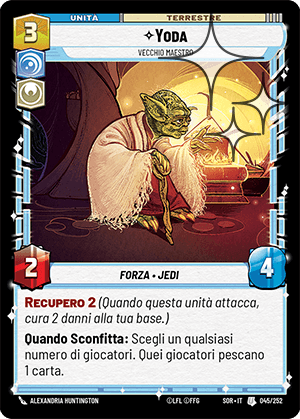 3
UNITÀ
TERRESTRE
✧YODA
VECCHIO MAESTRO
2
4
FORZA • JEDI
RECUPERO 2 (Quando questa unità attacca,
cura 2 danni alla tua base.)
Quando Sconfitta: Scegli un qualsiasi
numero di giocatori. Quei giocatori pescano
1 carta.
ALEXANDRIA HUNTINGTON
©LFL ©FFG
SOR • IT
045/252